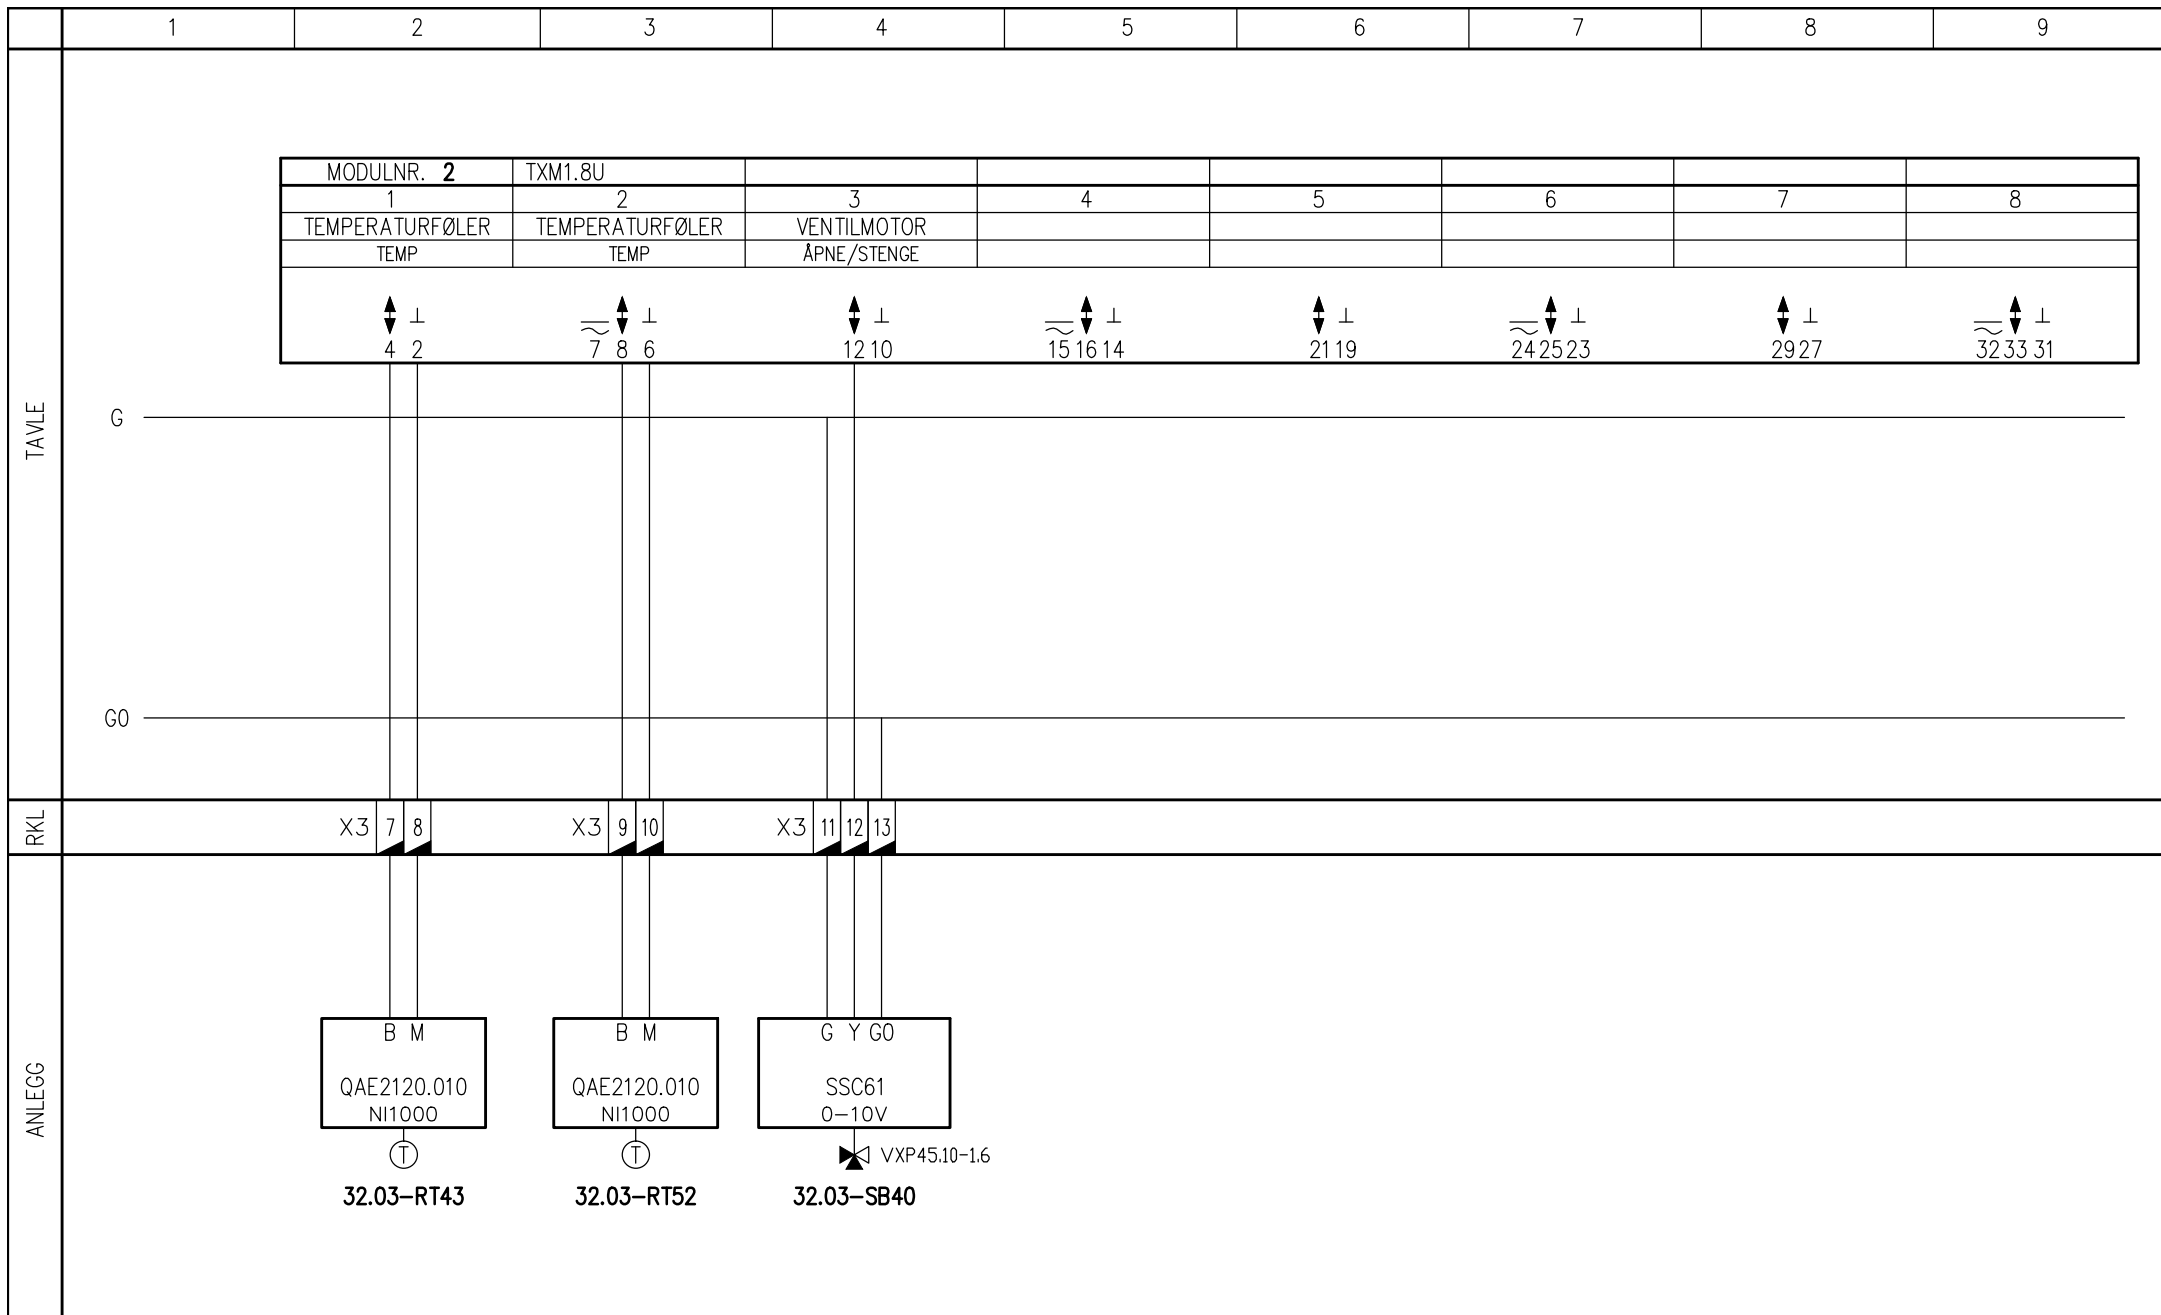 1 2 3 4 5 6 7 8 9
MODULNR. 2 TXM1.8U
1 2 3 4 5 6 7 8
TEMPERATURFØLER TEMPERATURFØLER VENTILMOTOR
TEMP TEMP ÅPNE/STENGE
4 2 7 8 6 12 10 15 16 14 21 19 24 25 23 29 27 32 33 31
TAVLE
G
G0
RKL
X3 7 8 X3 9 10 X3 11 12 13
ANLEGG
B M B M G Y G0
QAE2120.010 QAE2120.010 SSC61
NI1000 NI1000 0-10V
T T VXP45.10-1.6
32.03-RT43 32.03-RT52 32.03-SB40